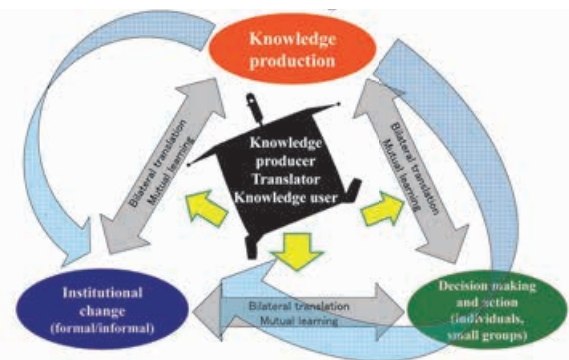 Knowledge
production
Bilateral translation
Mutual learning
Knowledge
producer
Translator
Knowledge user
Bilateral translation
Mutual learning
Institutional
change
(formal/informal)
Bilateral translation
Mutual learning
Decision making
and action
(individuals,
small groups)